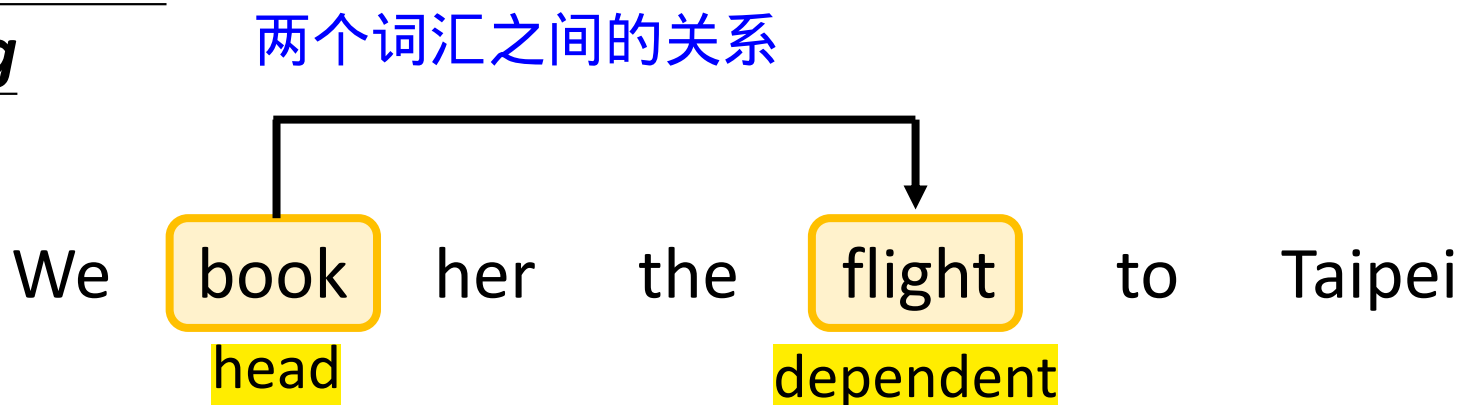 g
两个词汇之间的关系
We book her the flight to Taipei
head dependent